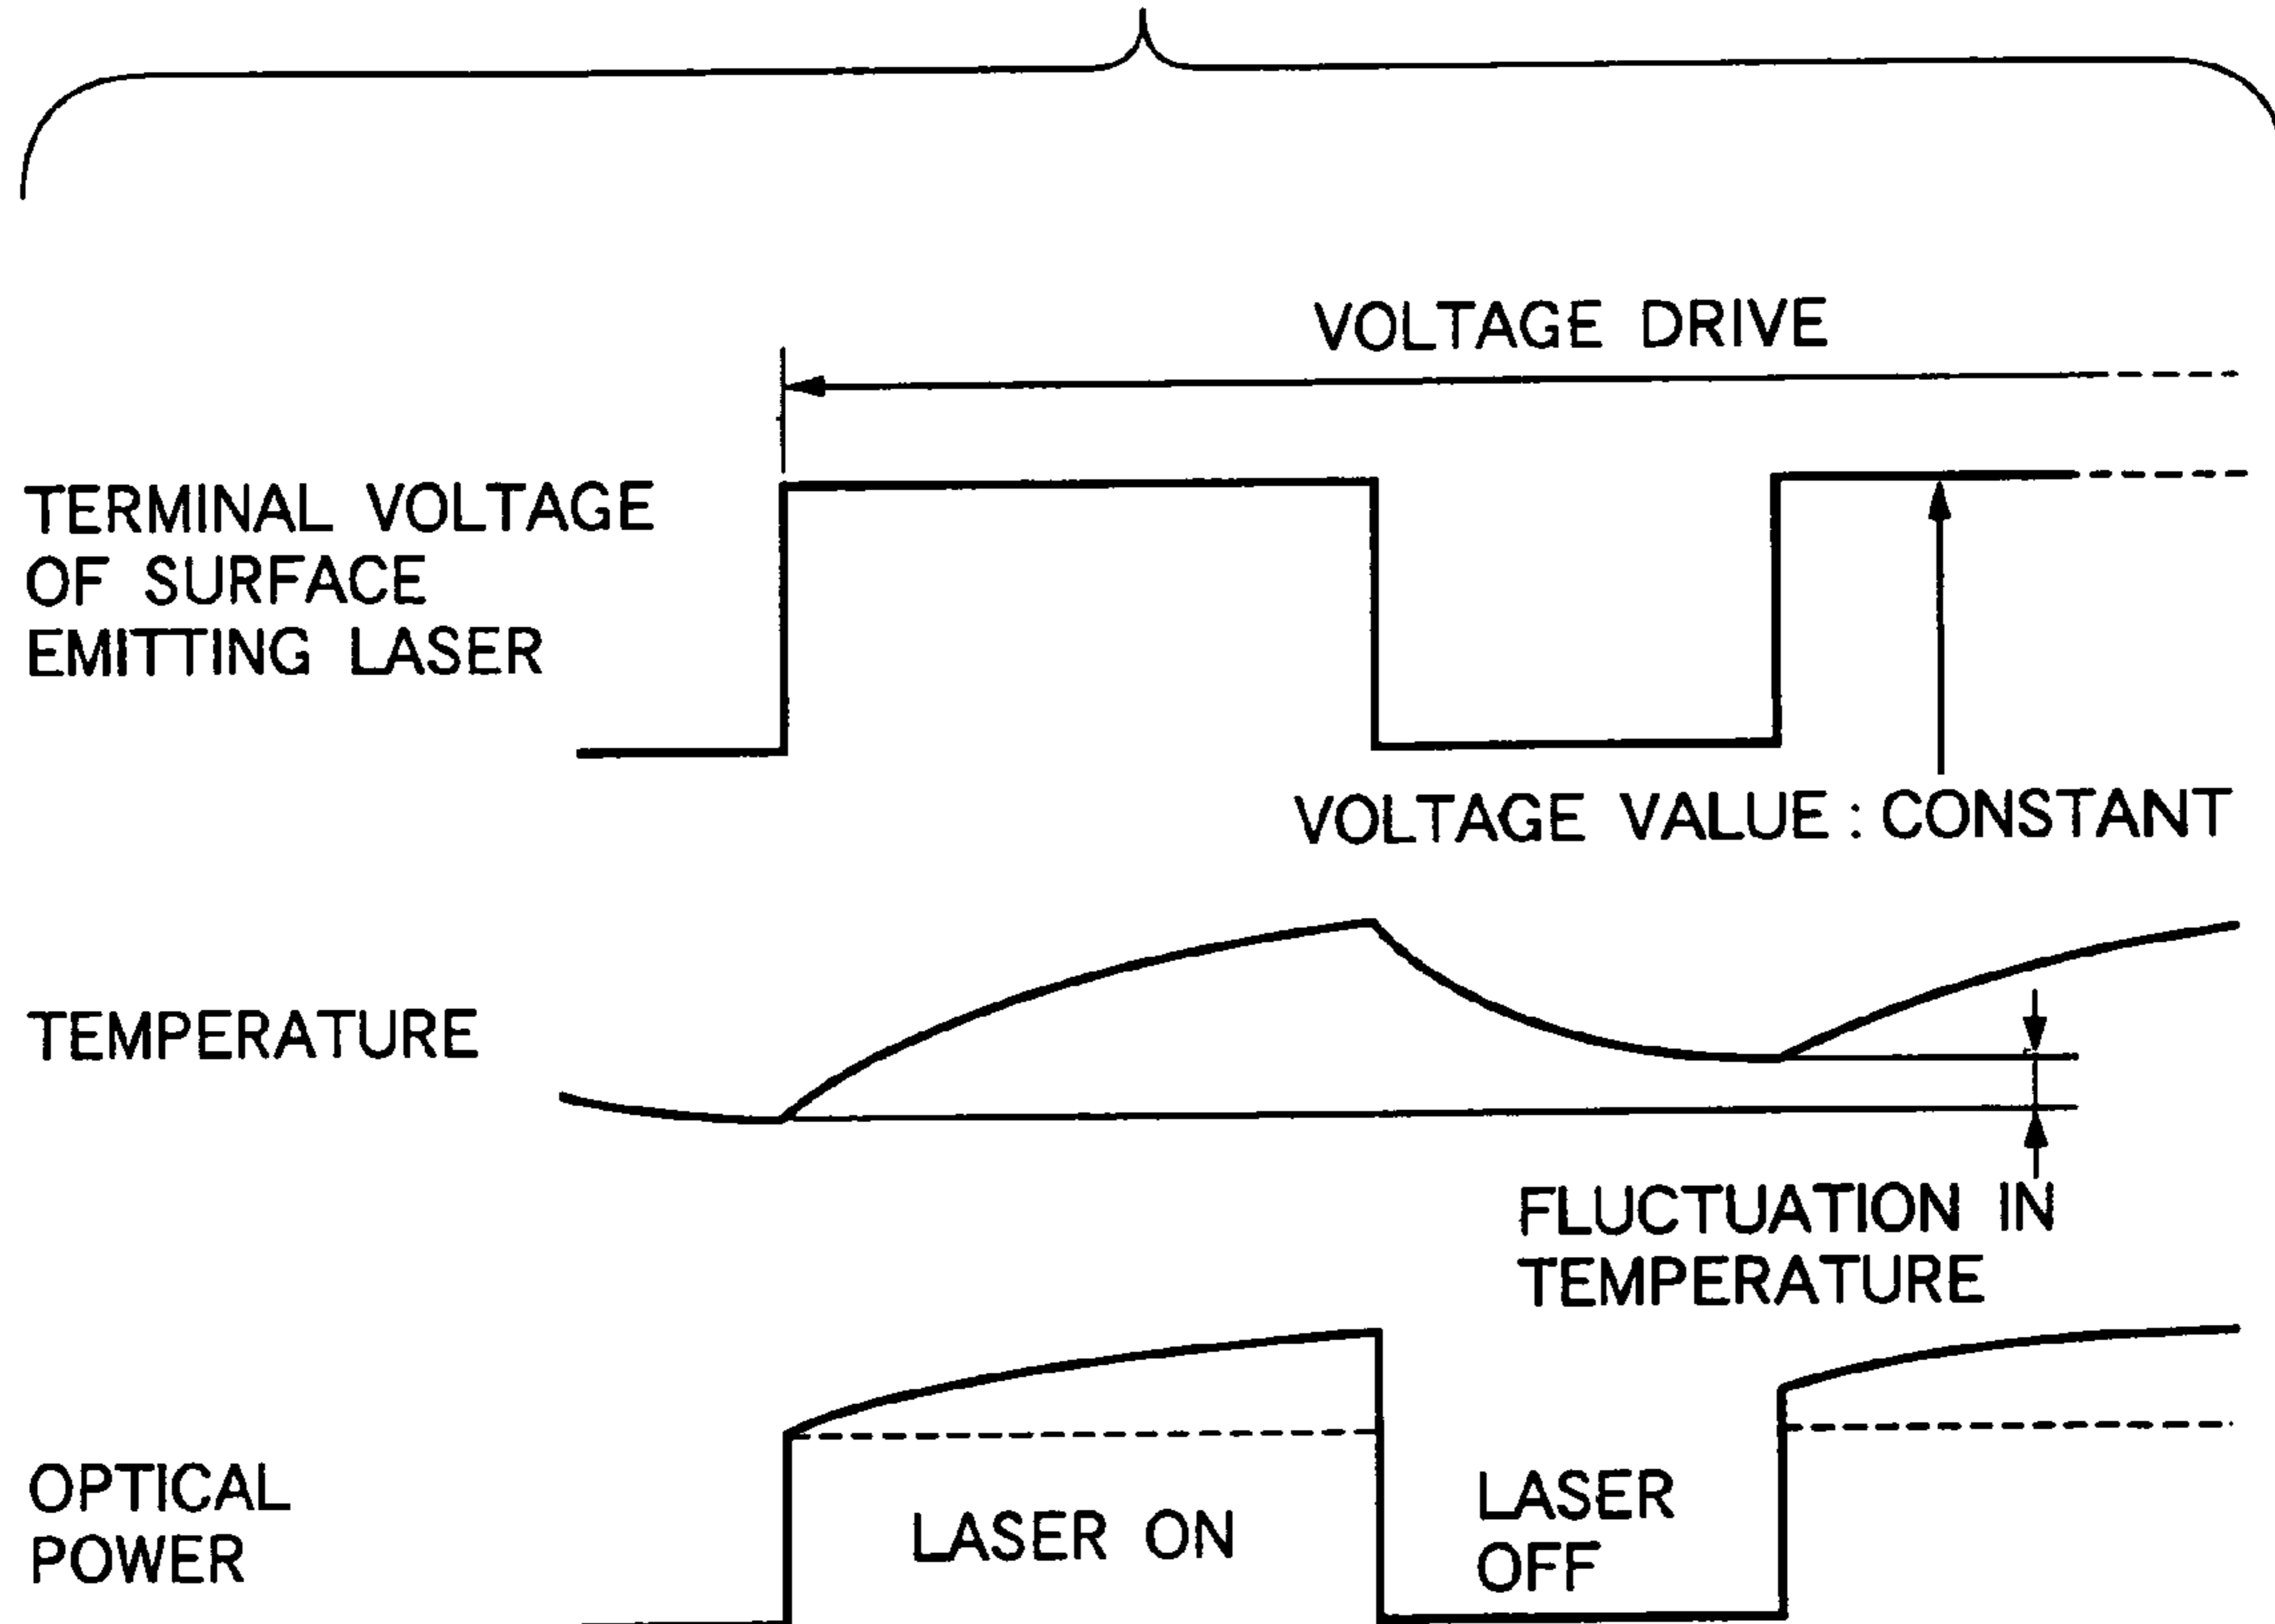 VOLTAGE DRIVE
TERMINAL VOLTAGE
OF SURFACE
EMITTING LASER
VOLTAGE VALUE : CONSTANT
TEMPERATURE
FLUCTUATION IN
TEMPERATURE
OPTICAL
POWER
LASER ON
LASER
OFF